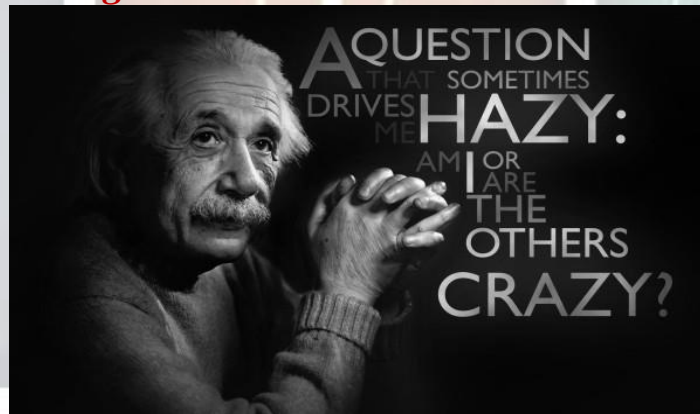 A QUESTION
THAT SOMETIMES
DRIVES ME HAZY:
AM I OR
ARE
THE
OTHERS
CRAZY?